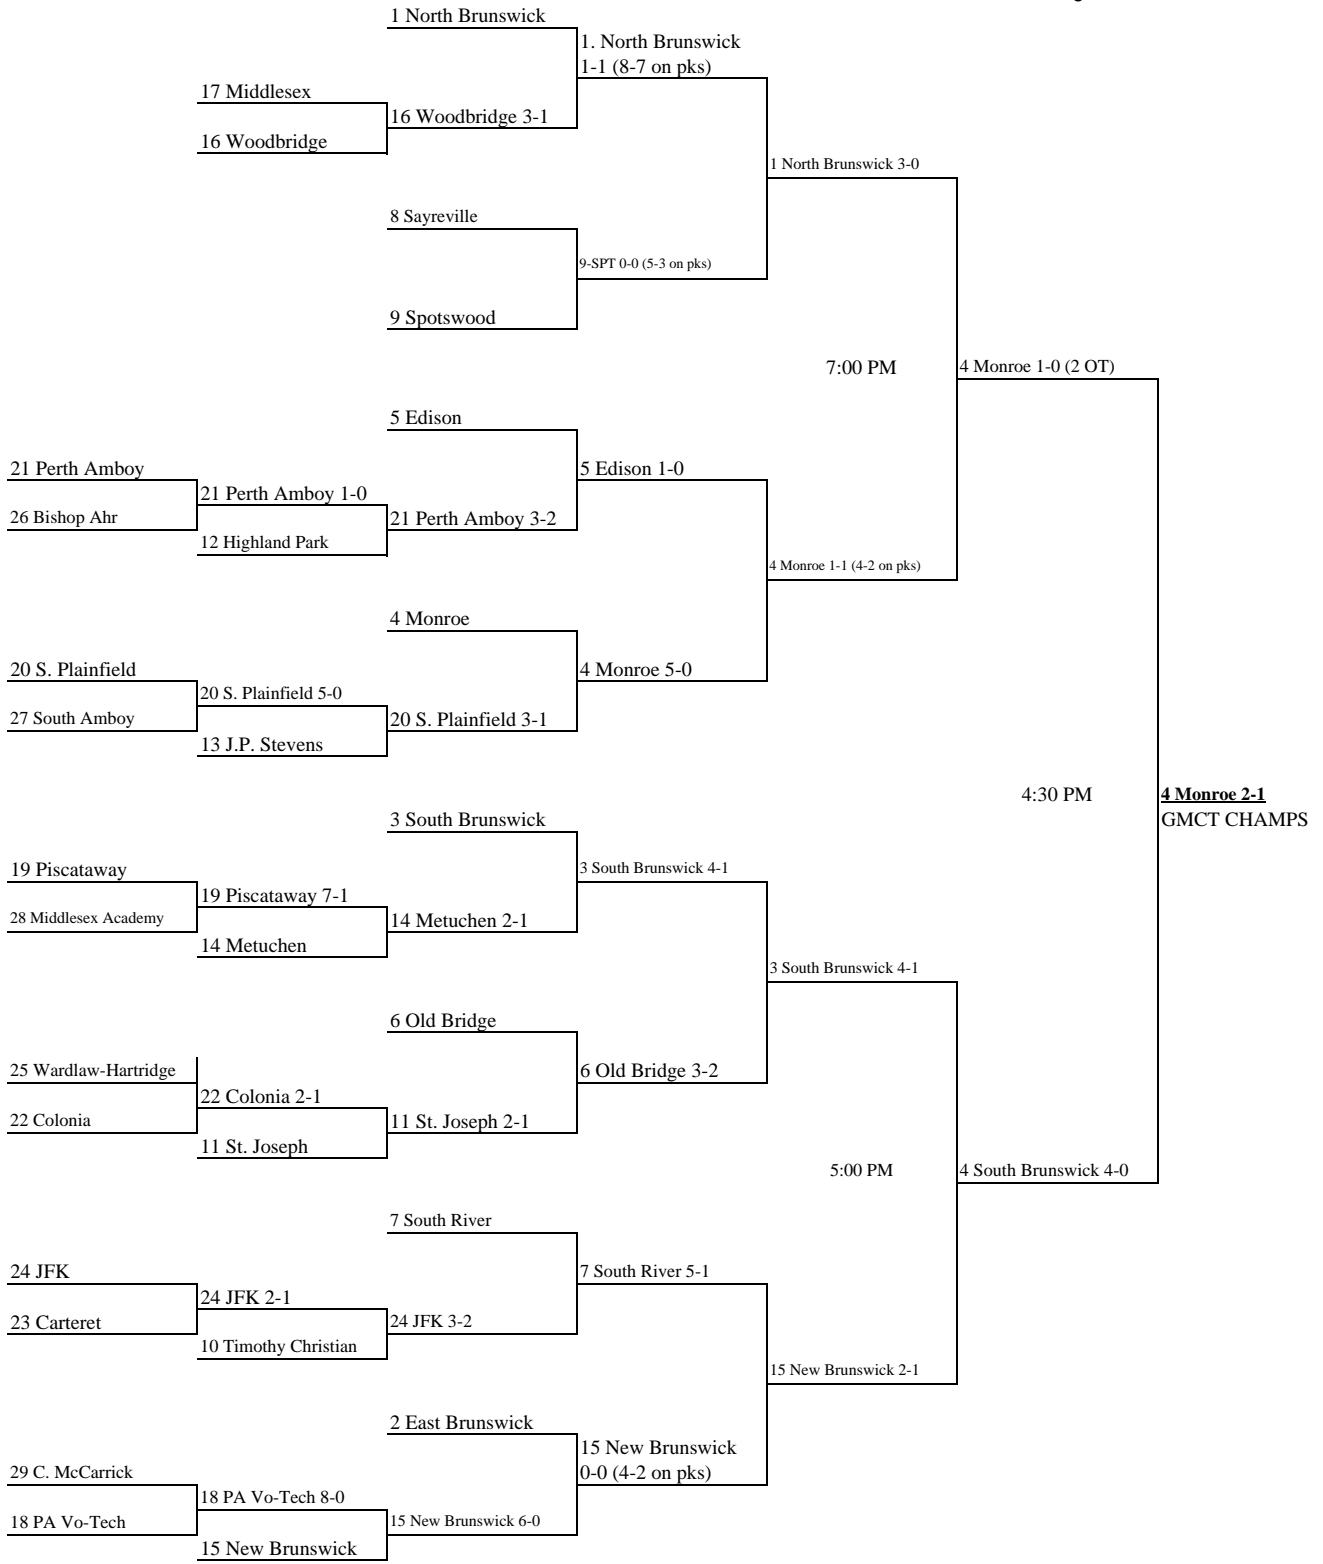 1 North Brunswick
1. North Brunswick
1-1 (8-7 on pks)
17 Middlesex
16 Woodbridge 3-1
16 Woodbridge
1 North Brunswick 3-0
8 Sayreville
9-SPT 0-0 (5-3 on pks)
9 Spotswood
7:00 PM
4 Monroe 1-0 (2 OT)
5 Edison
21 Perth Amboy
5 Edison 1-0
21 Perth Amboy 1-0
26 Bishop Ahr
21 Perth Amboy 3-2
12 Highland Park
4 Monroe 1-1 (4-2 on pks)
4 Monroe
20 S. Plainfield
4 Monroe 5-0
20 S. Plainfield 5-0
27 South Amboy
20 S. Plainfield 3-1
13 J.P. Stevens
4:30 PM
4 Monroe 2-1
GMCT CHAMPS
3 South Brunswick
19 Piscataway
3 South Brunswick 4-1
19 Piscataway 7-1
28 Middlesex Academy
14 Metuchen 2-1
14 Metuchen
3 South Brunswick 4-1
6 Old Bridge
25 Wardlaw-Hartridge
6 Old Bridge 3-2
22 Colonia 2-1
22 Colonia
11 St. Joseph 2-1
11 St. Joseph
5:00 PM
4 South Brunswick 4-0
7 South River
24 JFK
7 South River 5-1
24 JFK 2-1
23 Carteret
24 JFK 3-2
10 Timothy Christian
15 New Brunswick 2-1
2 East Brunswick
15 New Brunswick
0-0 (4-2 on pks)
29 C. McCarrick
18 PA Vo-Tech 8-0
18 PA Vo-Tech
15 New Brunswick 6-0
15 New Brunswick